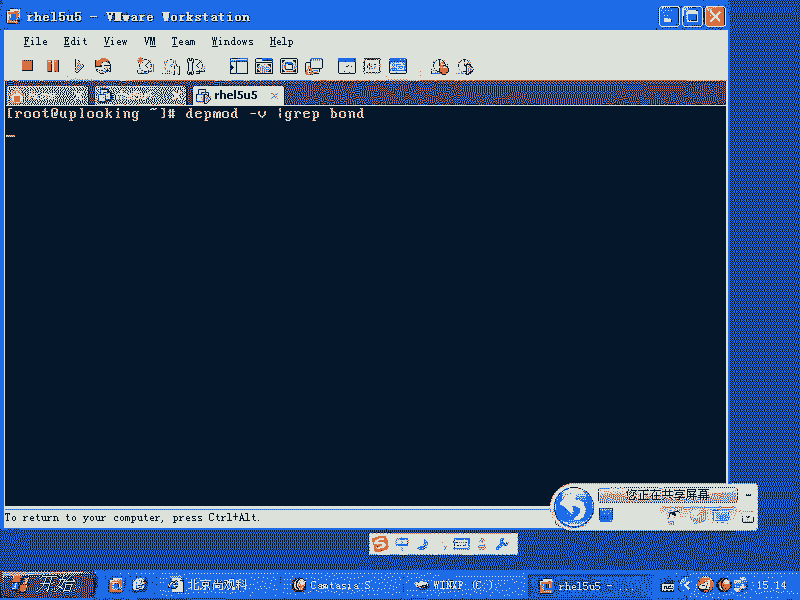 rhel5u5 - VMware Workstation
File Edit View VM Team Windows Help
rhel5u5
[root@uplooking ~]# depmod -v |grep bond
您正在共享屏幕
To return to your computer, press Ctrl+Alt.
开始 北京尚观科 Camtasia S... WINXP (C:) rhel5u5 - 15:14